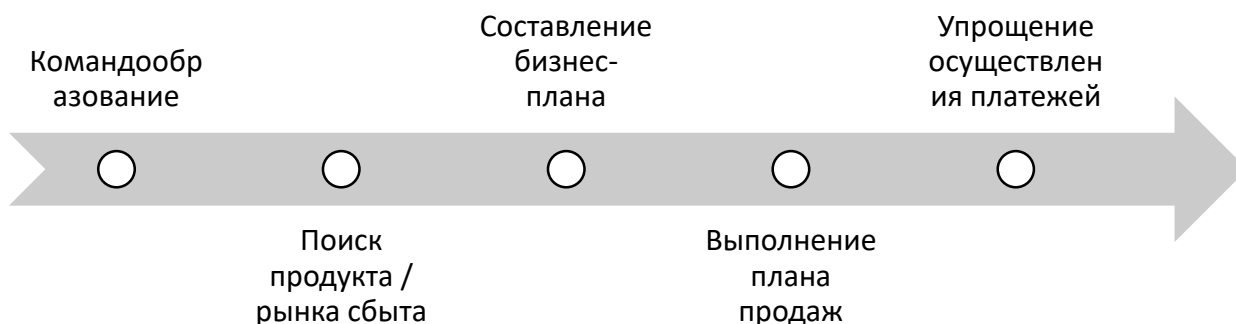 Командообр
азование
Поиск
продукта /
рынка сбыта
Составление
бизнес-
плана
Выполнение
плана
продаж
Упрощение
осуществлен
ия платежей